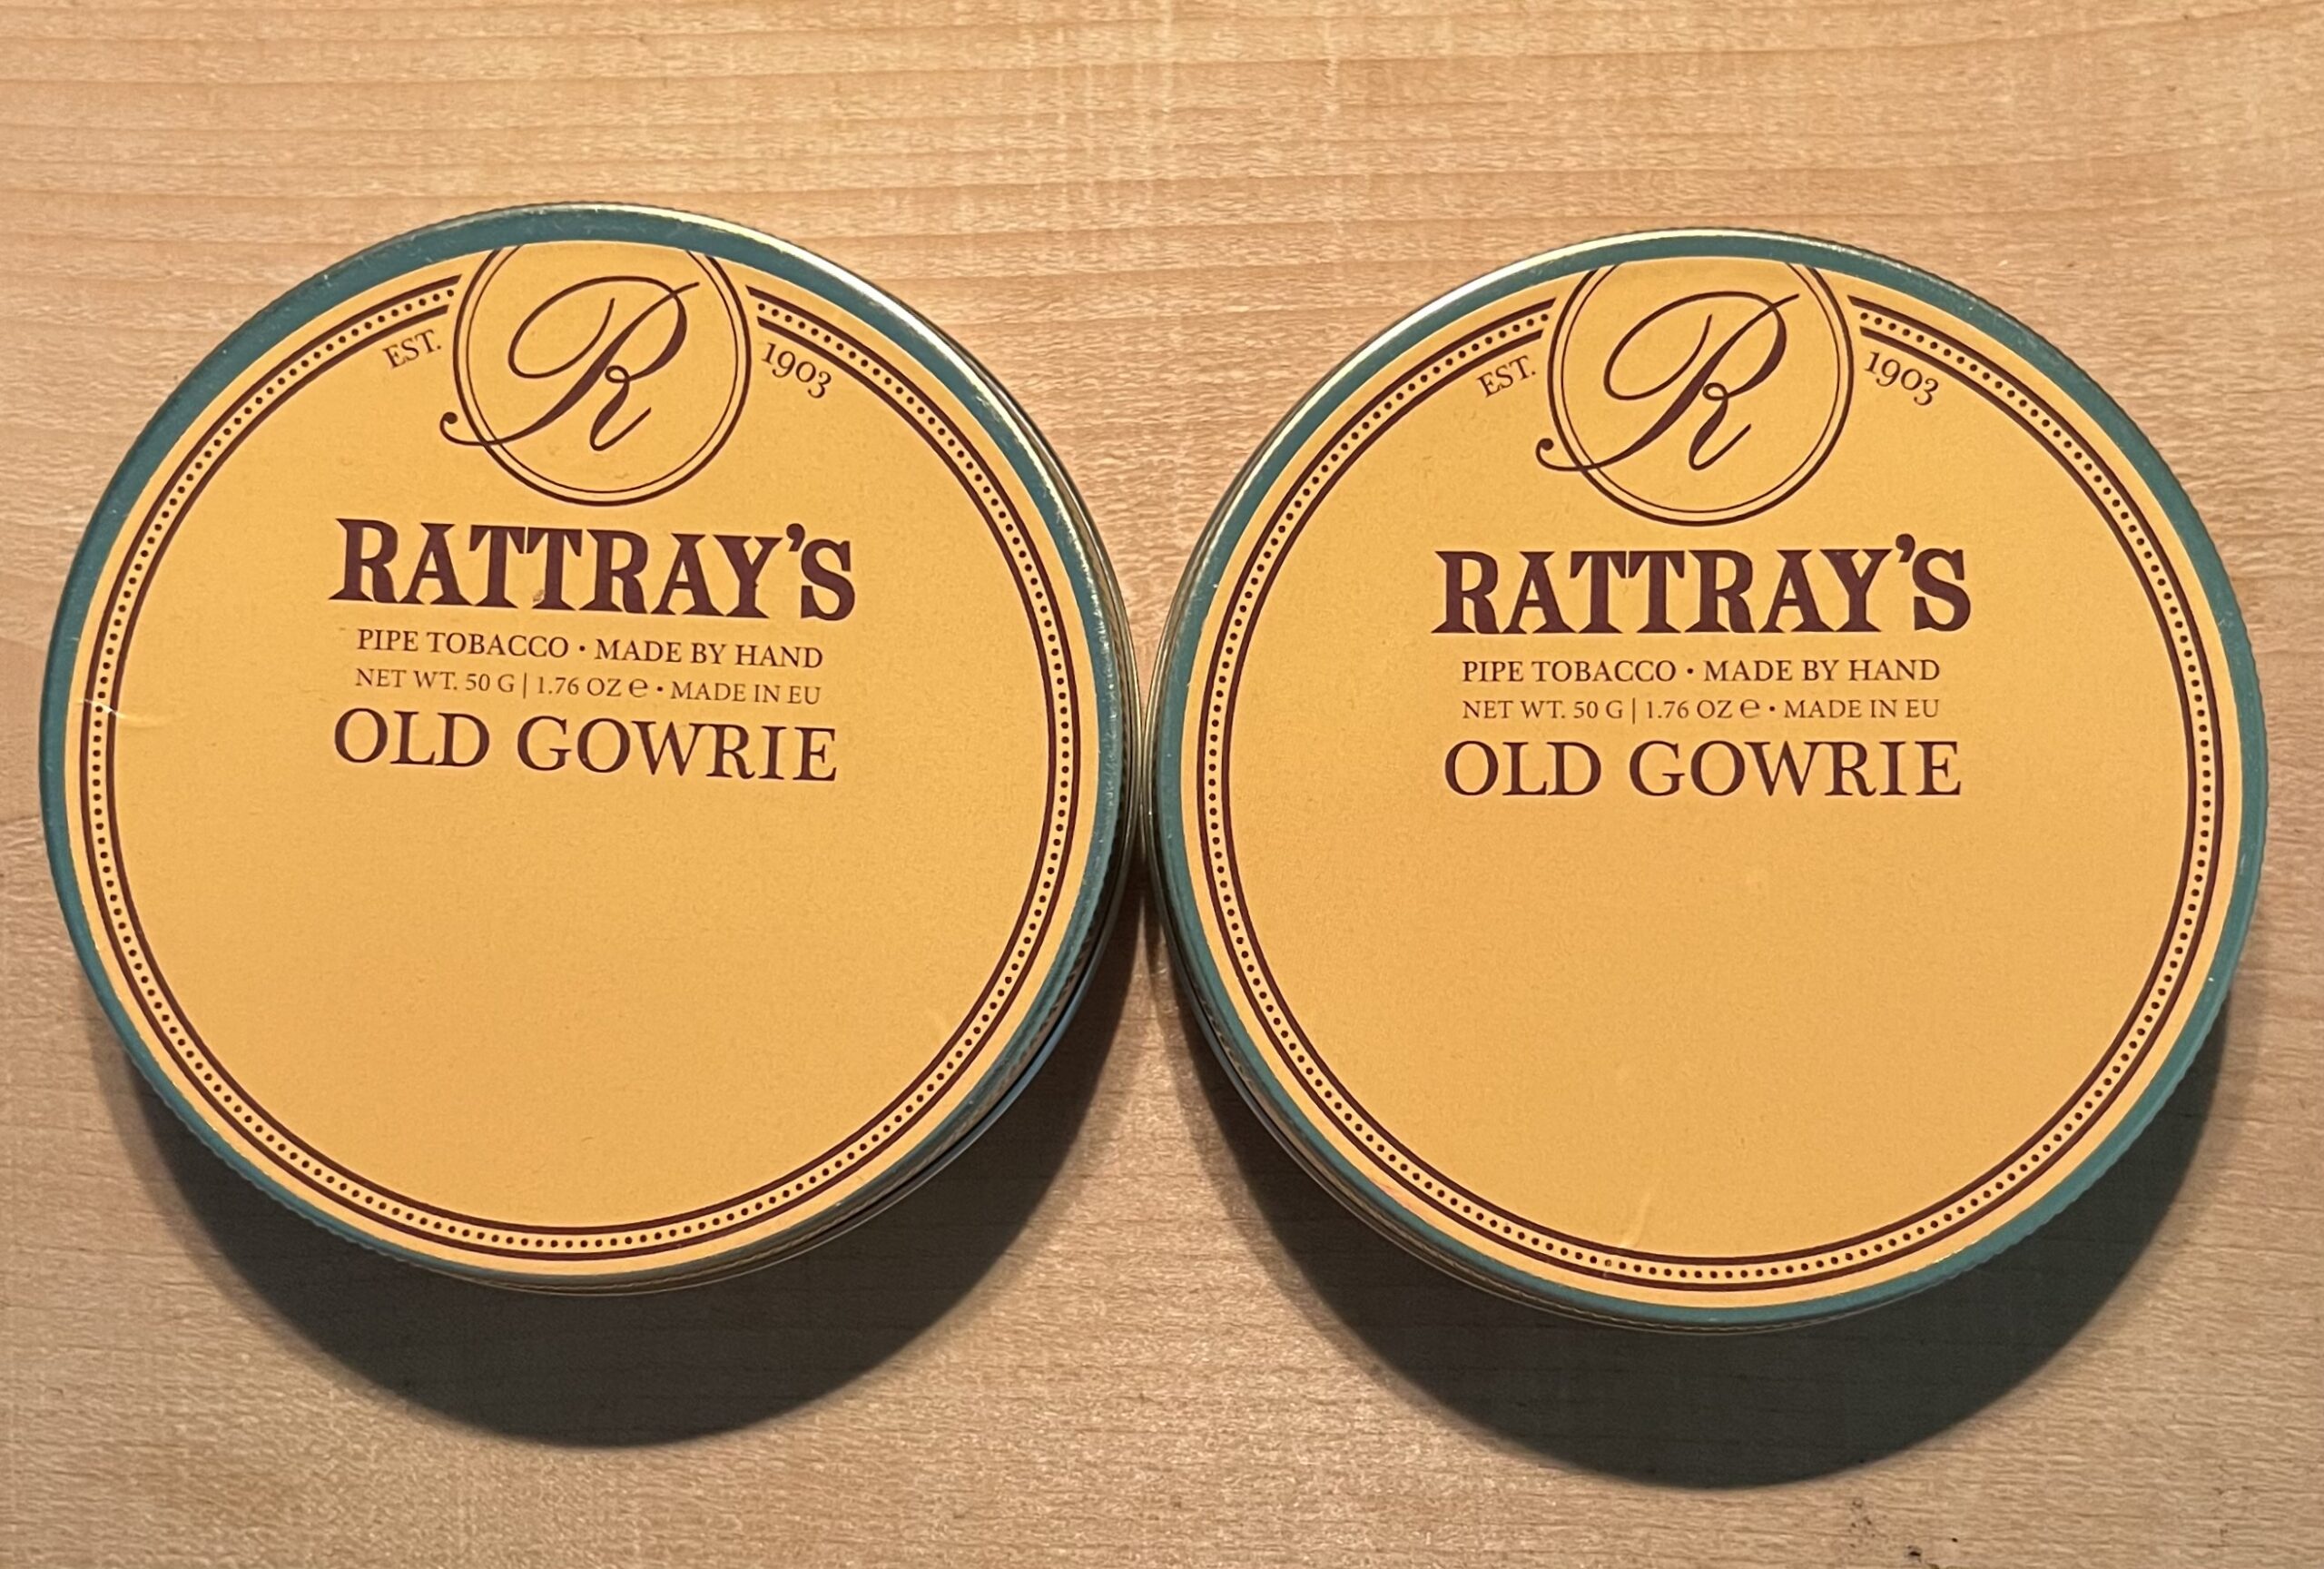 EST. R 1903
RATTRAY'S
PIPE TOBACCO • MADE BY HAND
NET WT. 50 G | 1.76 OZ ℮ • MADE IN EU
OLD GOWRIE
EST. R 1903
RATTRAY'S
PIPE TOBACCO • MADE BY HAND
NET WT. 50 G | 1.76 OZ ℮ • MADE IN EU
OLD GOWRIE